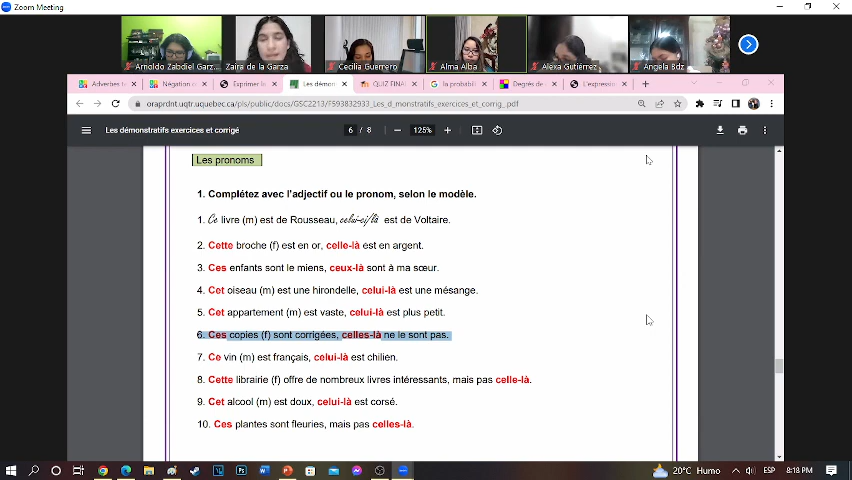 Zoom Meeting
Arnoldo Zabdiel Garz...
Zaira de la Garza
Cecilia Guerrero
Alma Alba
Alexa Gutiérrez
Angela Sdz
Adverbes t
Négation e
Exprimer l
Les démon
QUIZ FINA
la probabili
Degrés de
L'expressio
oraprdnt.uqtr.uquebec.ca/pls/public/docs/GSC2213/F593832933_Les_d_monstratifs_exercices_et_corrig_.pdf
Les démonstratifs exercices et corrigé
6 / 8
125%
Les pronoms
1. Complétez avec l'adjectif ou le pronom, selon le modèle.
1. Ce livre (m) est de Rousseau, celui-ci/là est de Voltaire.
2. Cette broche (f) est en or, celle-là est en argent.
3. Ces enfants sont le miens, ceux-là sont à ma sœur.
4. Cet oiseau (m) est une hirondelle, celui-là est une mésange.
5. Cet appartement (m) est vaste, celui-là est plus petit.
6. Ces copies (f) sont corrigées, celles-là ne le sont pas.
7. Ce vin (m) est français, celui-là est chilien.
8. Cette librairie (f) offre de nombreux livres intéressants, mais pas celle-là.
9. Cet alcool (m) est doux, celui-là est corsé.
10. Ces plantes sont fleuries, mais pas celles-là.
20°C Humo
ESP
8:18 PM